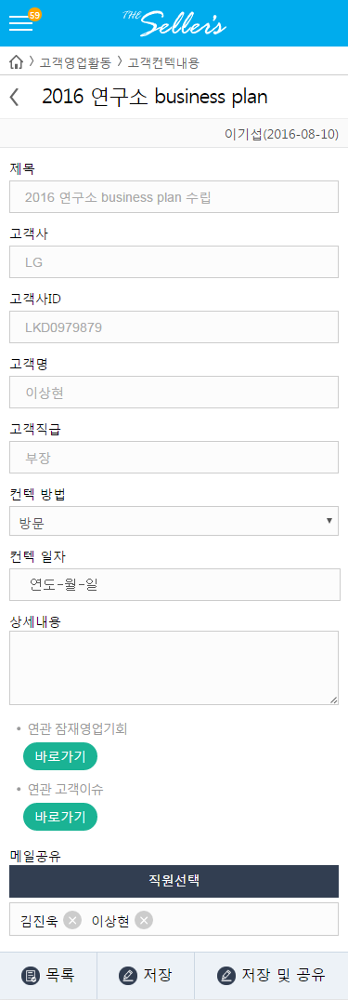 59
THE Seller's
고객영업활동 > 고객컨텍내용
2016 연구소 business plan
이기섭(2016-08-10)
제목
2016 연구소 business plan 수립
고객사
LG
고객사ID
LKD0979879
고객명
이상현
고객직급
부장
컨텍 방법
방문
컨텍 일자
연도-월-일
상세내용
• 연관 잠재영업기회
바로가기
• 연관 고객이슈
바로가기
메일공유
직원선택
김진욱 이상현
목록 저장 저장 및 공유